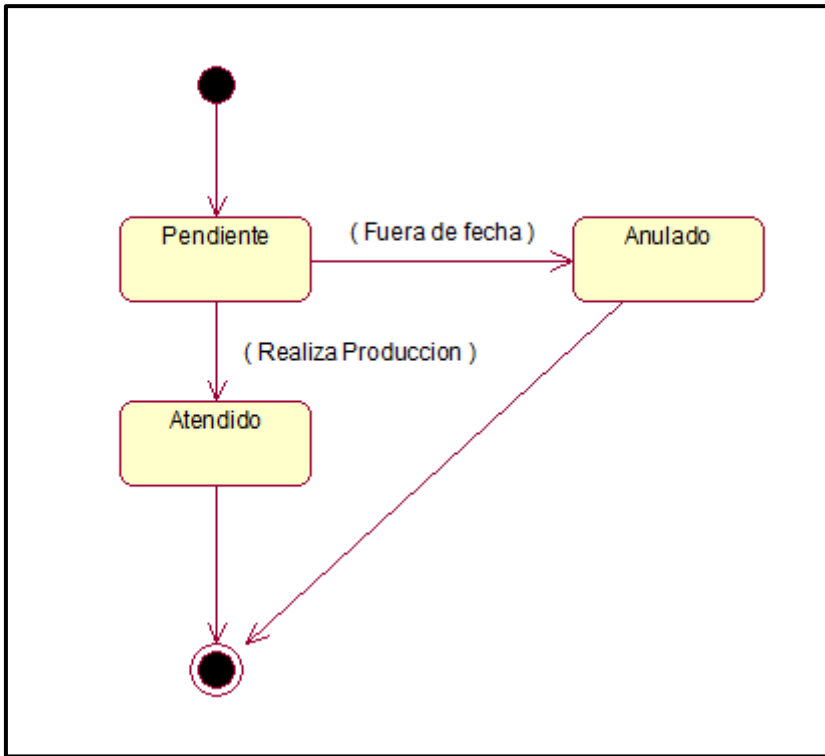 Pendiente
( Fuera de fecha )
Anulado
( Realiza Produccion )
Atendido